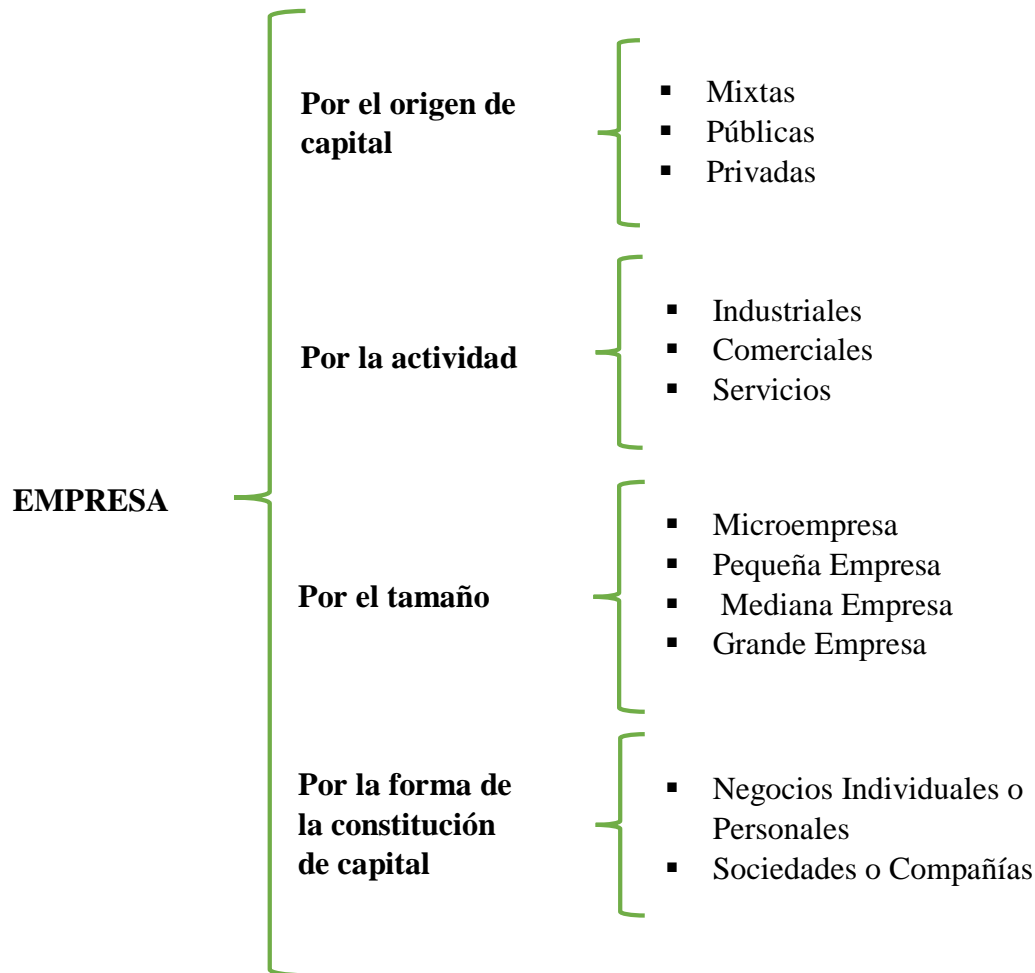 EMPRESA
Por el origen de
capital
▪ Mixtas
▪ Públicas
▪ Privadas
Por la actividad
▪ Industriales
▪ Comerciales
▪ Servicios
Por el tamaño
▪ Microempresa
▪ Pequeña Empresa
▪ Mediana Empresa
▪ Grande Empresa
Por la forma de
la constitución
de capital
▪ Negocios Individuales o
Personales
▪ Sociedades o Compañías